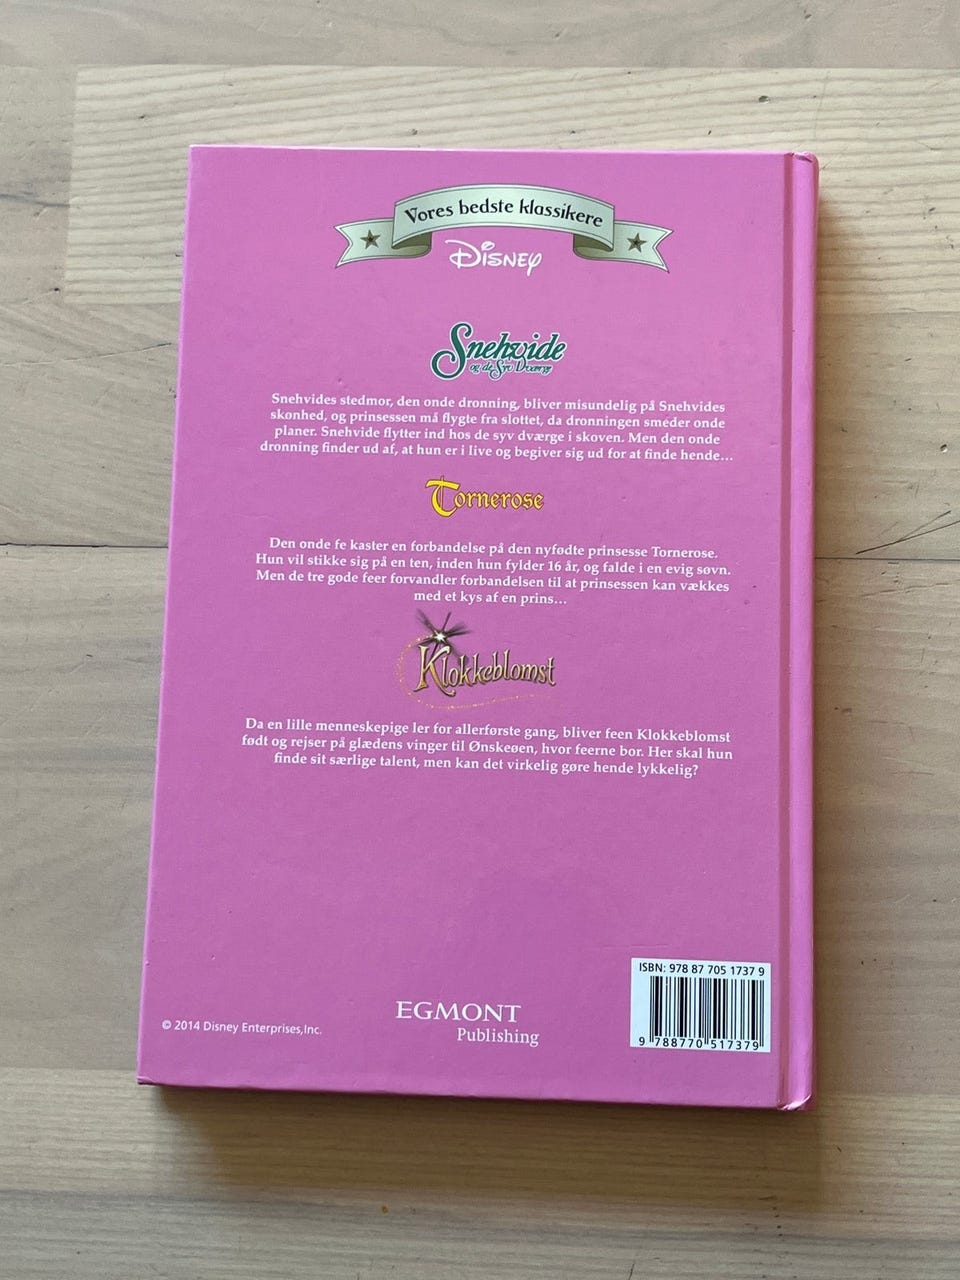 Vores bedste klassikere
Disney
Snehvide
og de Syv Dværge
Snehvides stedmor, den onde dronning, bliver misundelig på Snehvides
skønhed, og prinsessen må flygte fra slottet, da dronningen smeder onde
planer. Snehvide flytter ind hos de syv dværge i skoven. Men den onde
dronning finder ud af, at hun er i live og begiver sig ud for at finde hende…
Tornerose
Den onde fe kaster en forbandelse på den nyfødte prinsesse Tornerose.
Hun vil stikke sig på en ten, inden hun fylder 16 år, og falde i en evig søvn.
Men de tre gode feer forvandler forbandelsen til at prinsessen kan vækkes
med et kys af en prins…
Klokkeblomst
Da en lille menneskepige ler for allerførste gang, bliver feen Klokkeblomst
født og rejser på glædens vinger til Ønskeøen, hvor feerne bor. Her skal hun
finde sit særlige talent, men kan det virkelig gøre hende lykkelig?
ISBN: 978 87 705 1737 9
9 788770 517379
EGMONT
Publishing
© 2014 Disney Enterprises,Inc.